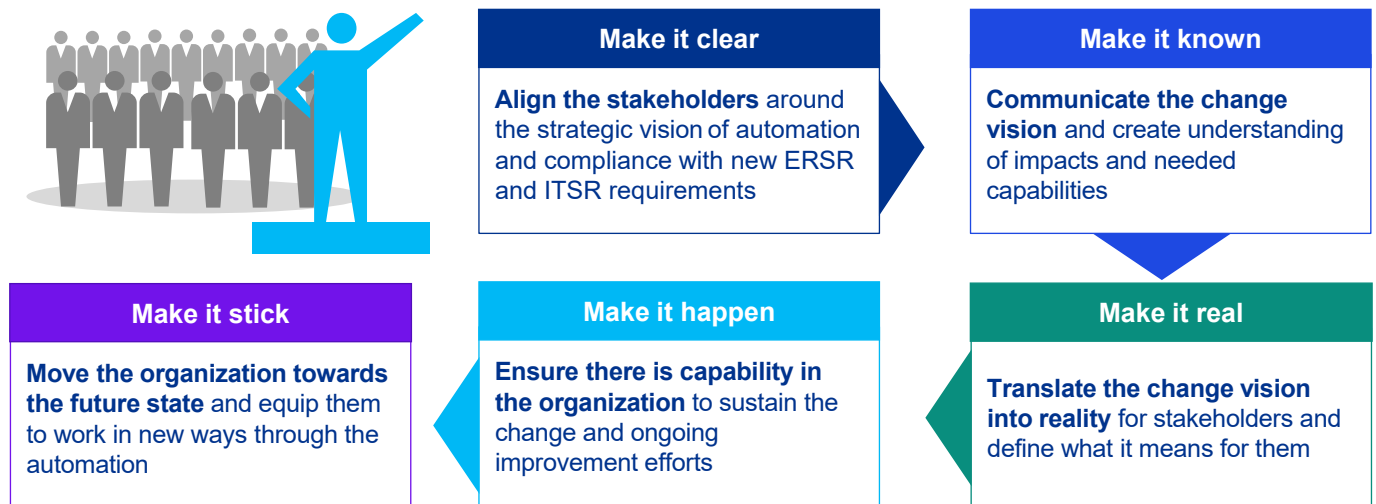 Make it clear
Align the stakeholders around
the strategic vision of automation
and compliance with new ERSR
and ITSR requirements
Make it known
Communicate the change
vision and create understanding
of impacts and needed
capabilities
Make it real
Translate the change vision
into reality for stakeholders and
define what it means for them
Make it happen
Ensure there is capability in
the organization to sustain the
change and ongoing
improvement efforts
Make it stick
Move the organization towards
the future state and equip them
to work in new ways through the
automation